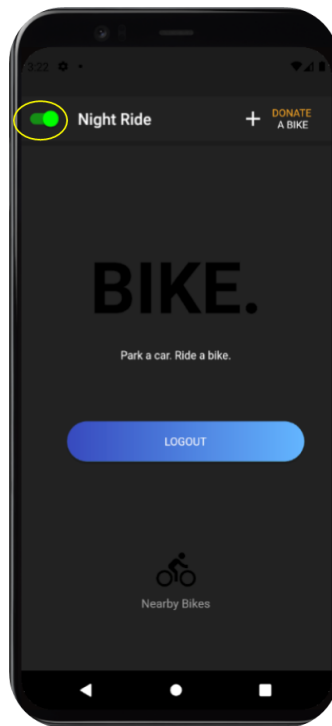 3:22
Night Ride
+ DONATE
A BIKE
BIKE.
Park a car. Ride a bike.
LOGOUT
Nearby Bikes